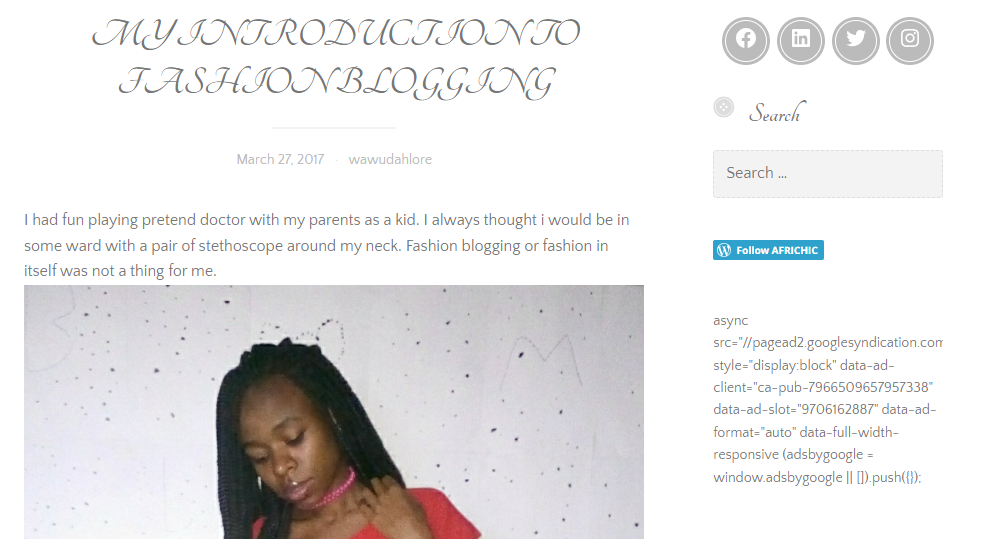 MY INTRODUCTION TO
FASHION BLOGGING
March 27, 2017 · wawudahlore
I had fun playing pretend doctor with my parents as a kid. I always thought i would be in
some ward with a pair of stethoscope around my neck. Fashion blogging or fashion in
itself was not a thing for me.
Search
Search …
Follow AFRICHIC
async
src="//pagead2.googlesyndication.com
style="display:block" data-ad-
client="ca-pub-7966509657957338"
data-ad-slot="9706162887" data-ad-
format="auto" data-full-width-
responsive (adsbygoogle =
window.adsbygoogle || []).push({});